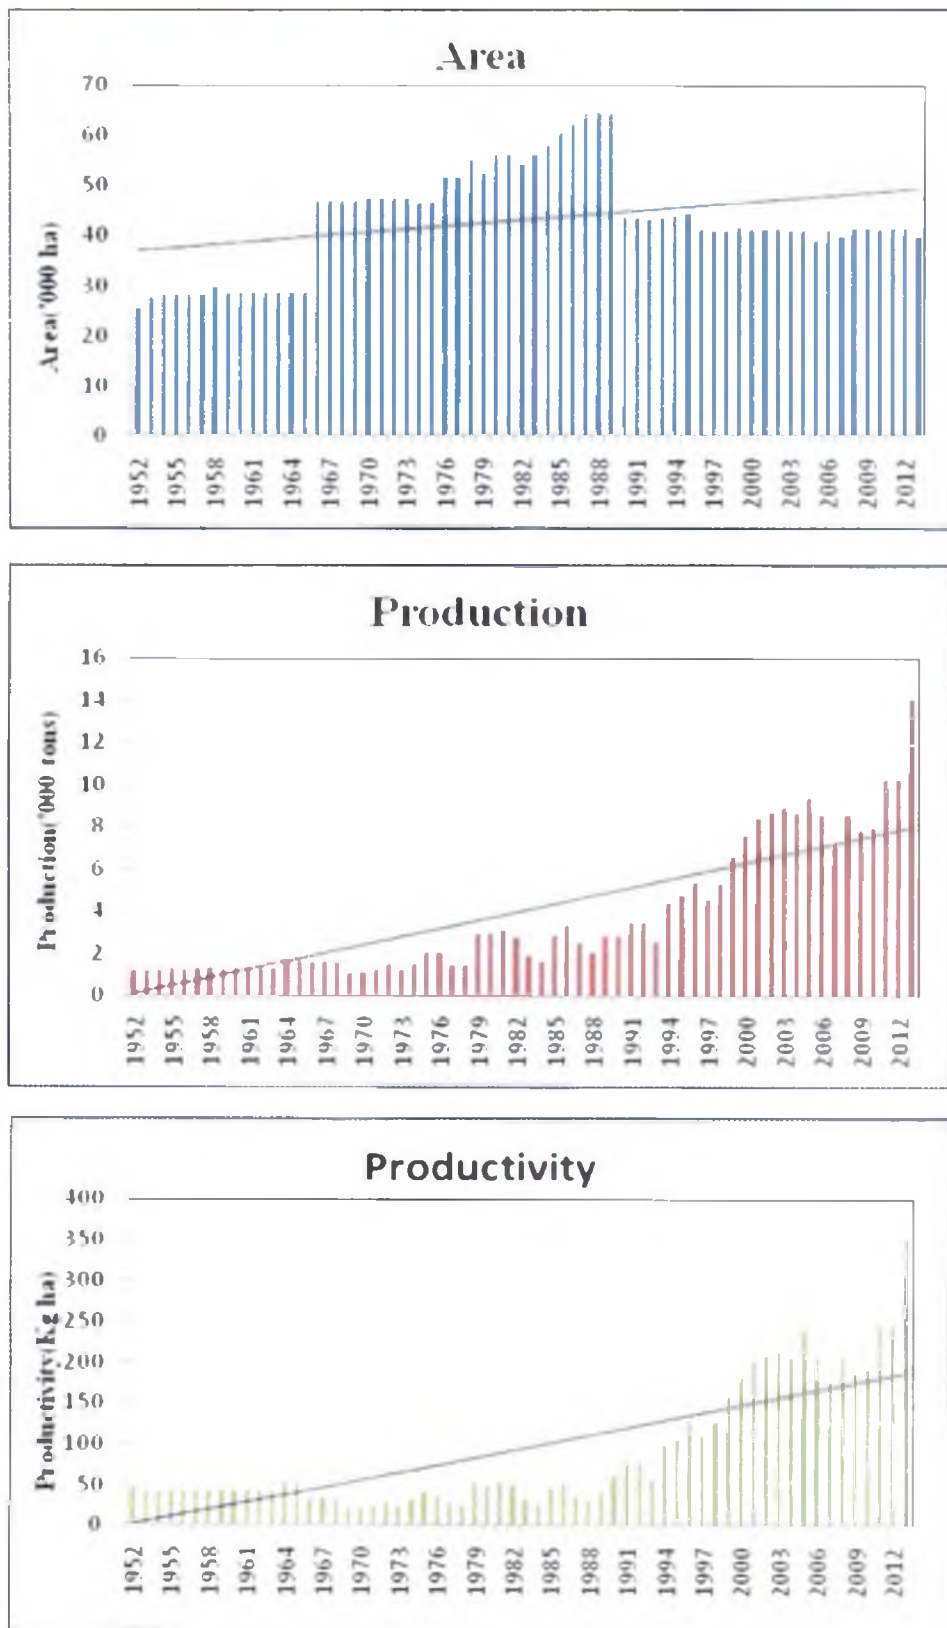 Area
70
60
50
40
30
20
10
0
Area('000 ha)
1952 1955 1958 1961 1964 1967 1970 1973 1976 1979 1982 1985 1988 1991 1994 1997 2000 2003 2006 2009 2012
Production
16
14
12
10
8
6
4
2
0
Production('000 tons)
1952 1955 1958 1961 1964 1967 1970 1973 1976 1979 1982 1985 1988 1991 1994 1997 2000 2003 2006 2009 2012
Productivity
400
350
300
250
200
150
100
50
0
Productivity(Kg ha)
1952 1955 1958 1961 1964 1967 1970 1973 1976 1979 1982 1985 1988 1991 1994 1997 2000 2003 2006 2009 2012